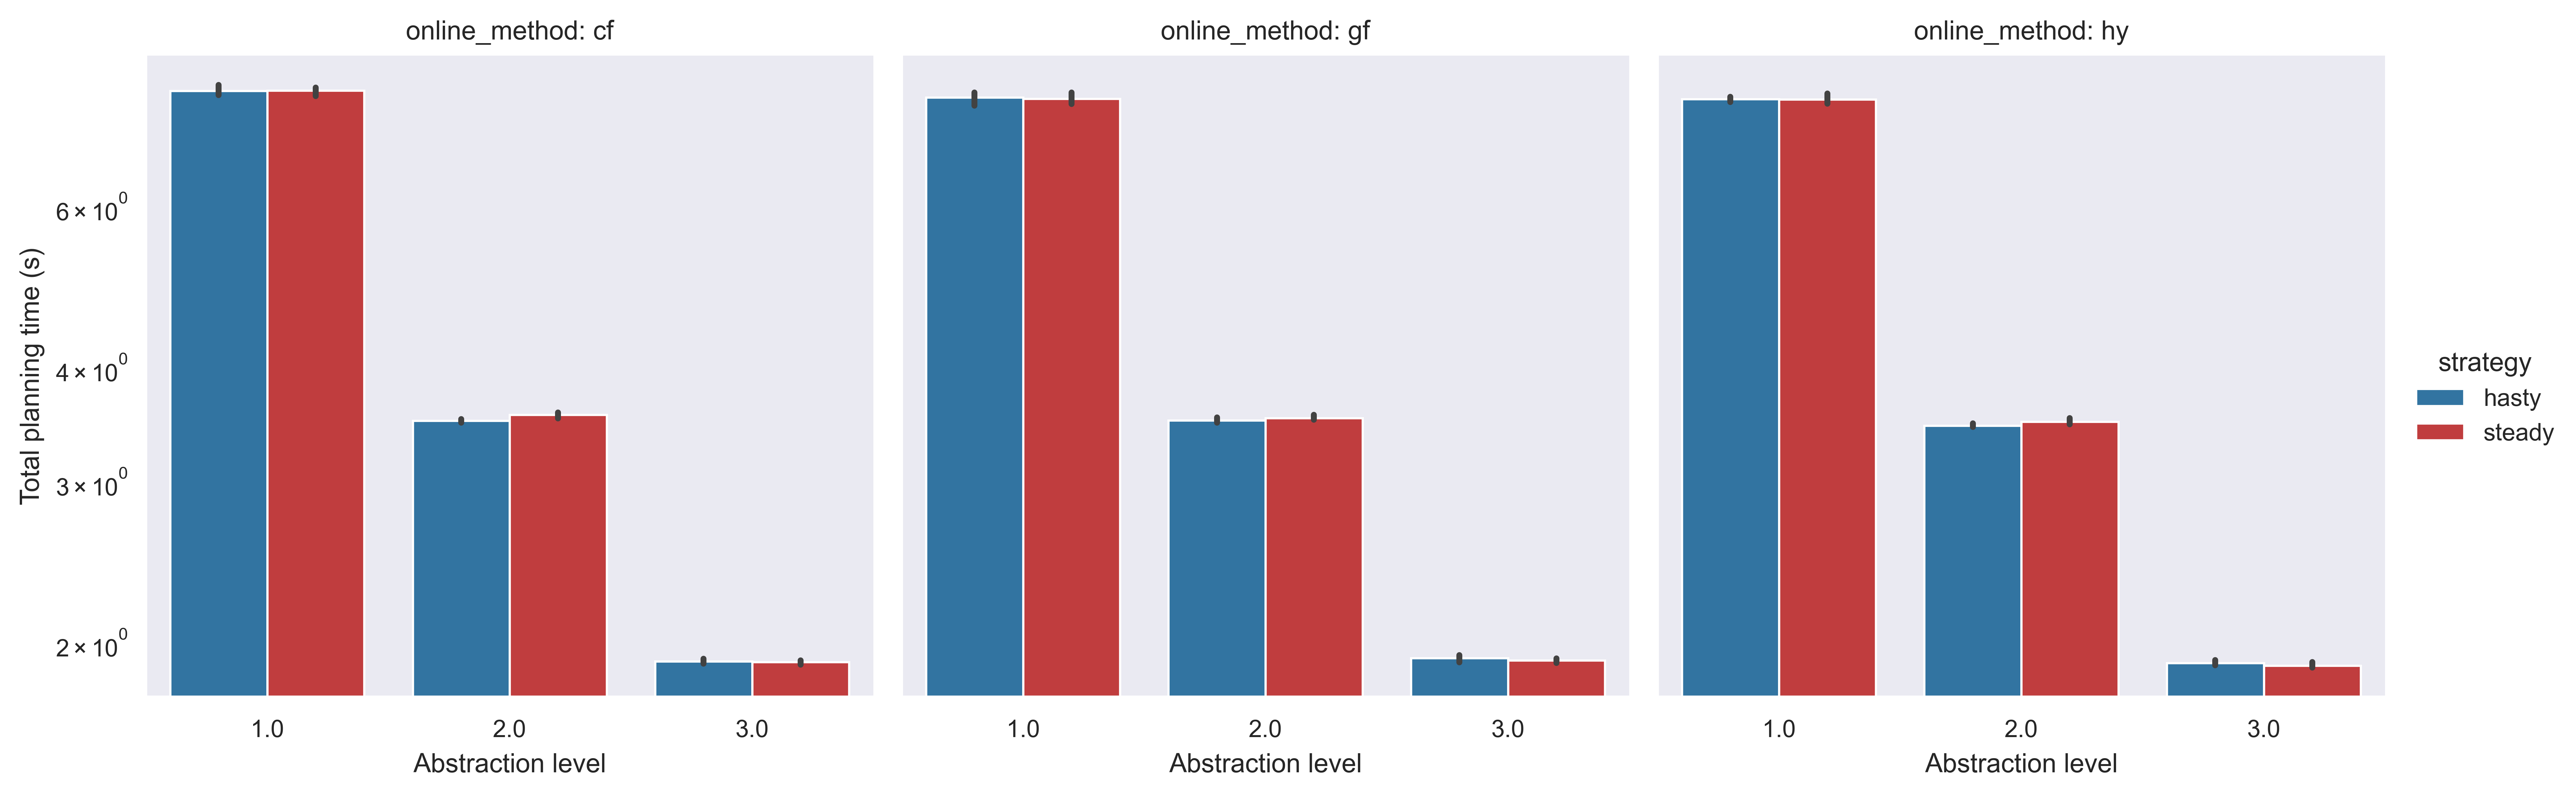 online_method: cf
online_method: gf
online_method: hy
Total planning time (s)
6 × 10⁰
4 × 10⁰
3 × 10⁰
2 × 10⁰
1.0 2.0 3.0
1.0 2.0 3.0
1.0 2.0 3.0
Abstraction level
Abstraction level
Abstraction level
strategy
hasty
steady